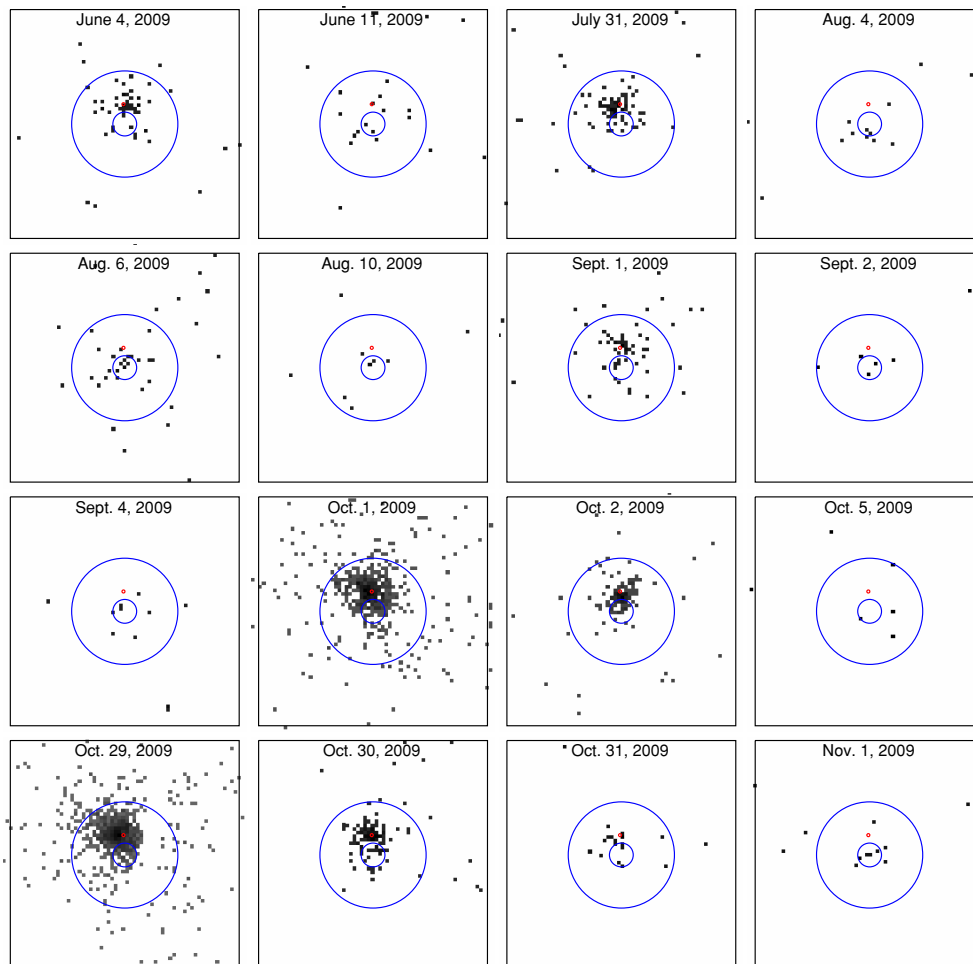 June 4, 2009
June 11, 2009
July 31, 2009
Aug. 4, 2009
Aug. 6, 2009
Aug. 10, 2009
Sept. 1, 2009
Sept. 2, 2009
Sept. 4, 2009
Oct. 1, 2009
Oct. 2, 2009
Oct. 5, 2009
Oct. 29, 2009
Oct. 30, 2009
Oct. 31, 2009
Nov. 1, 2009